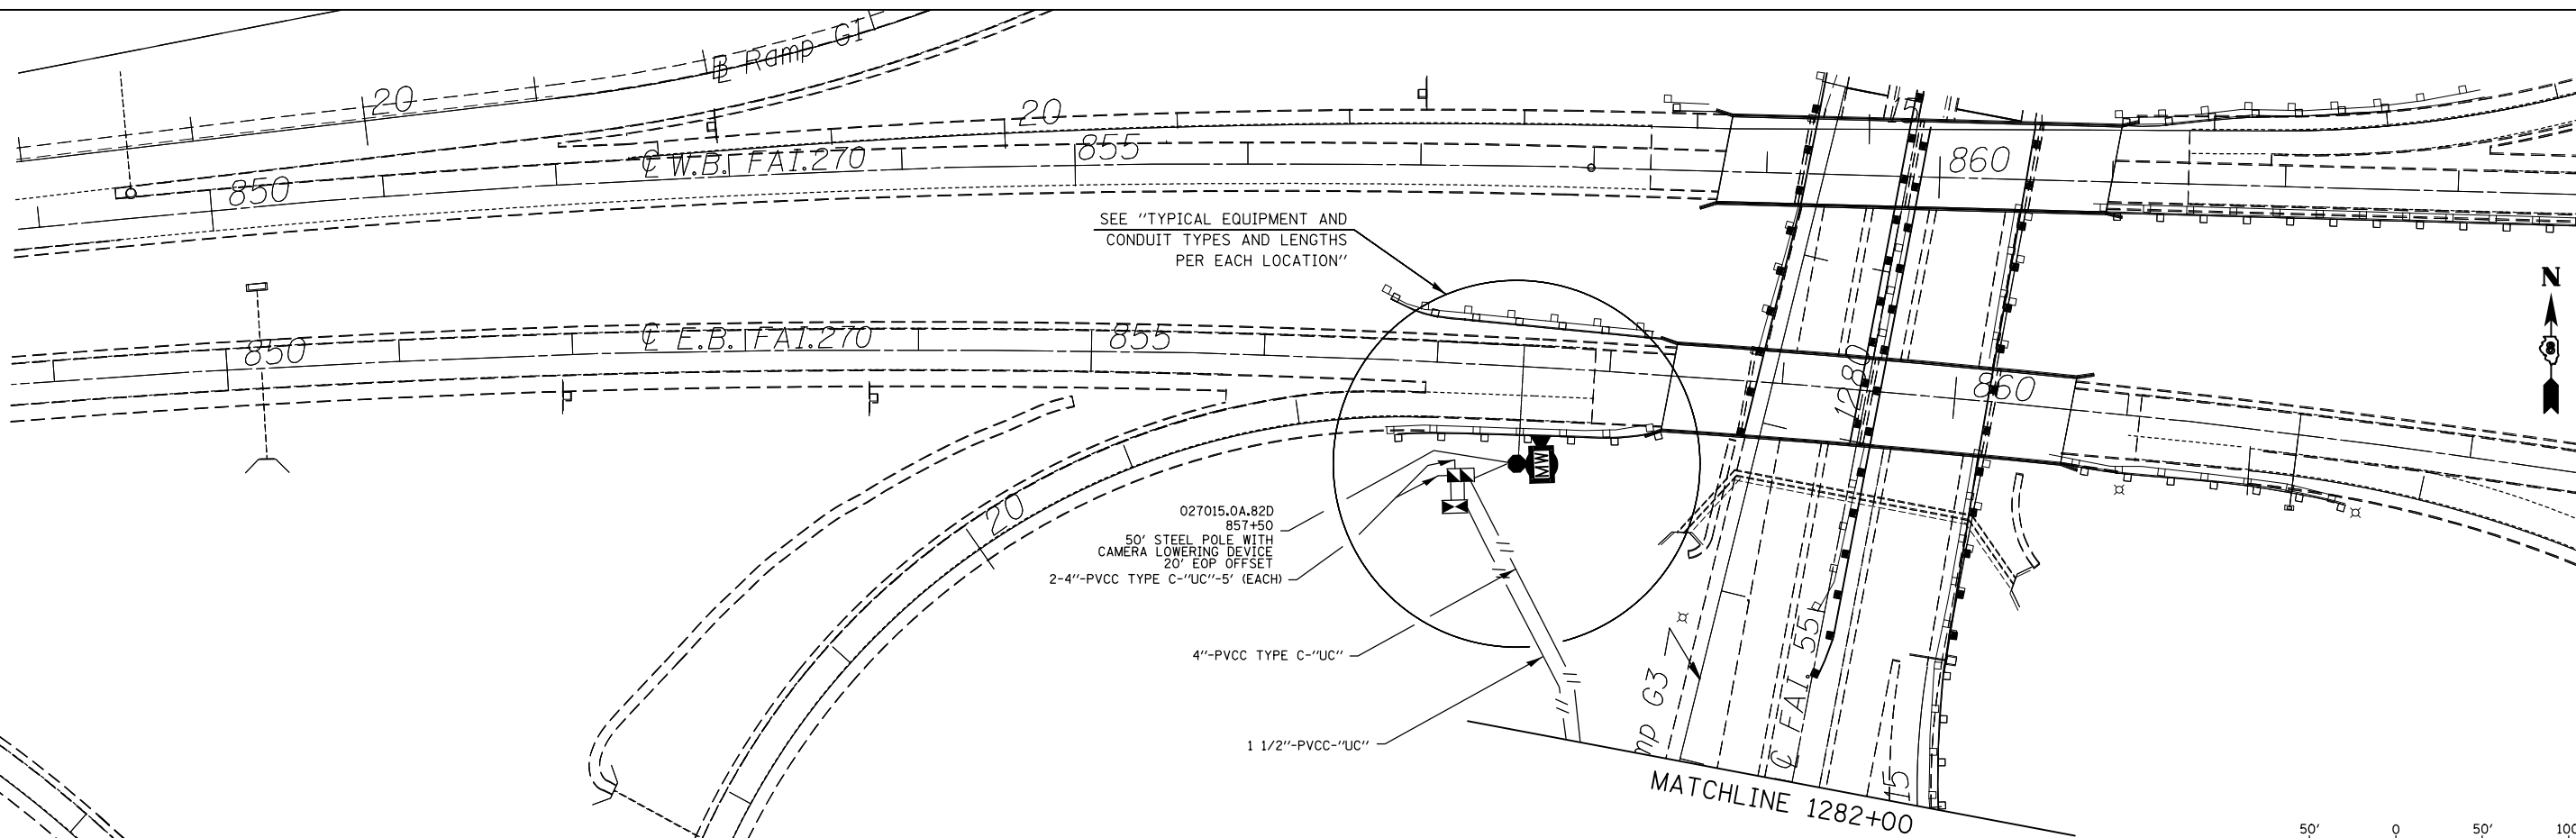 ℄ Ramp G1
20
20
855
℄ W.B. FAI.270
850
860
15
SEE "TYPICAL EQUIPMENT AND
CONDUIT TYPES AND LENGTHS
PER EACH LOCATION"
N
850
℄ E.B. FAI.270
855
1280
860
MW
20
027015.0A.82D
857+50
50' STEEL POLE WITH
CAMERA LOWERING DEVICE
20' EOP OFFSET
2-4"-PVCC TYPE C-"UC"-5' (EACH)
4"-PVCC TYPE C-"UC"
1 1/2"-PVCC-"UC"
G3
℄ FAI. 55
15
MATCHLINE 1282+00
50' 0 50'